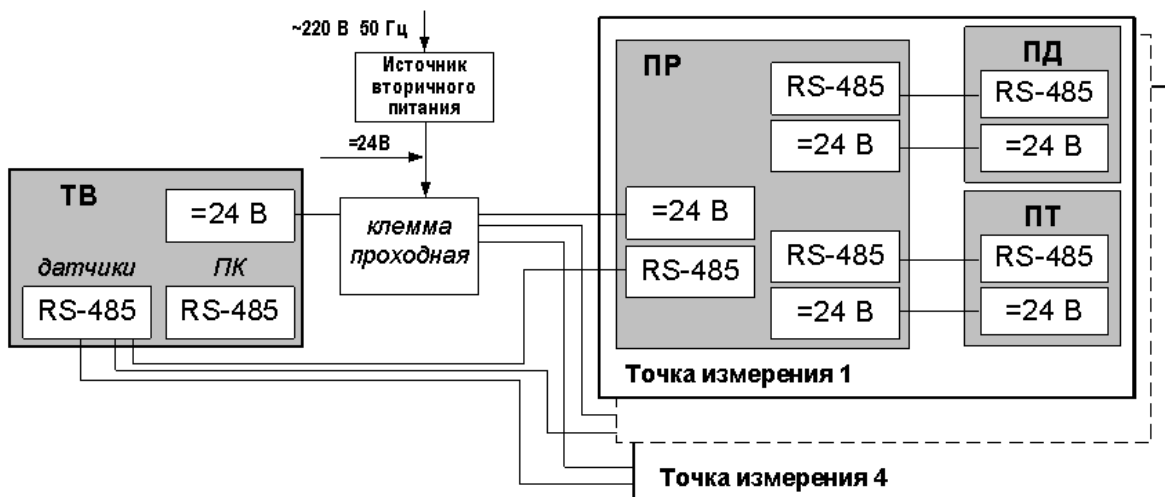 ~220 В 50 Гц
Источник
вторичного
питания
=24В
ТВ
=24 В
датчики
ПК
RS-485
RS-485
клемма
проходная
ПР
RS-485
=24 В
=24 В
RS-485
RS-485
=24 В
ПД
RS-485
=24 В
ПТ
RS-485
=24 В
Точка измерения 1
Точка измерения 4